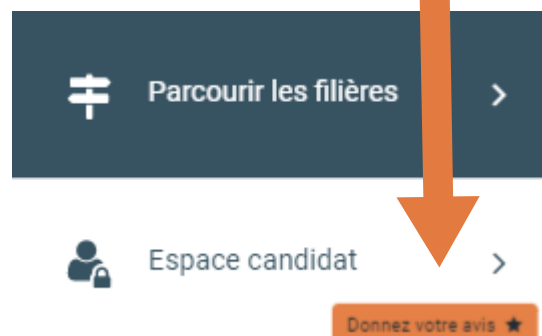 Parcourir les filières
Espace candidat
Donnez votre avis